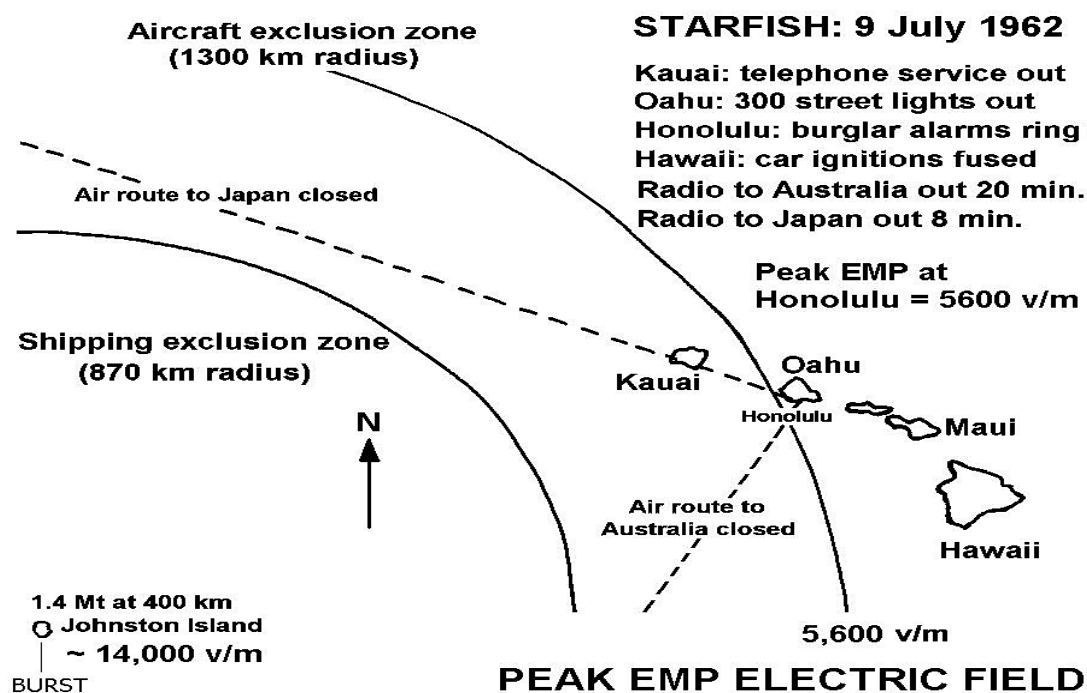 Aircraft exclusion zone
(1300 km radius)
STARFISH: 9 July 1962
Kauai: telephone service out
Oahu: 300 street lights out
Honolulu: burglar alarms ring
Hawaii: car ignitions fused
Radio to Australia out 20 min.
Radio to Japan out 8 min.
Air route to Japan closed
Peak EMP at
Honolulu = 5600 v/m
Shipping exclusion zone
(870 km radius)
Kauai
Oahu
Honolulu
Maui
N
Hawaii
Air route to
Australia closed
1.4 Mt at 400 km
Johnston Island
~ 14,000 v/m
BURST
5,600 v/m
PEAK EMP ELECTRIC FIELD